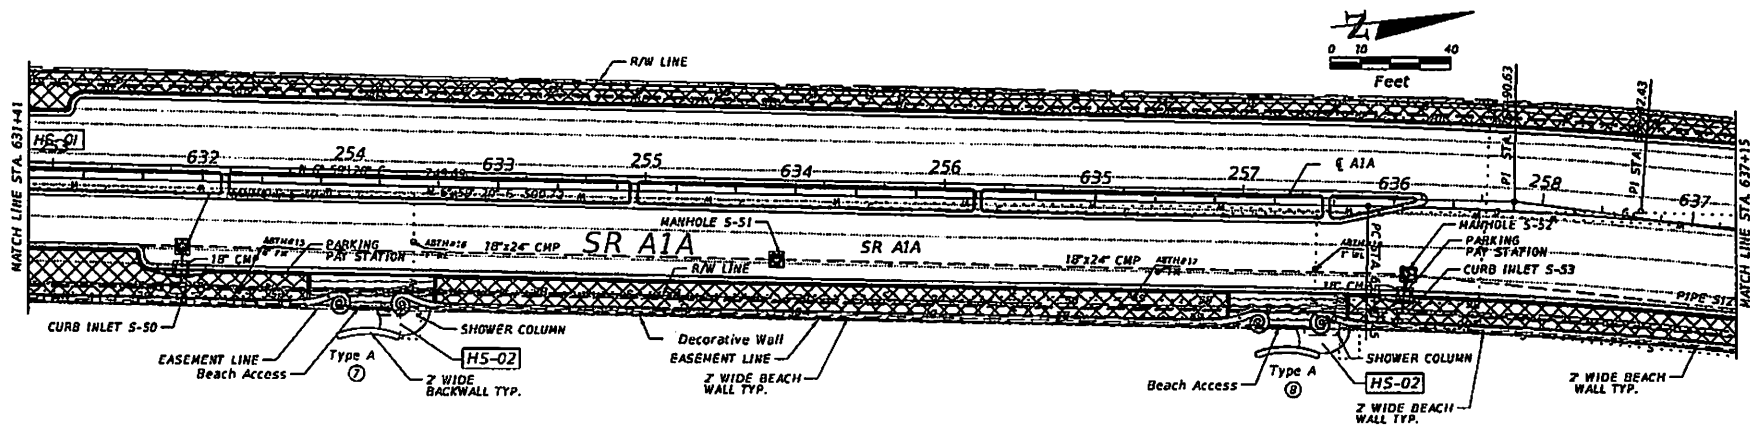 Z
0 10 40
Feet
R/W LINE
MATCH LINE STA. 631+41
632
254
633
255
634
256
635
257
636
258
637
℄ A1A
PI STA.
PI STA.
MATCH LINE STA. 637+15
MANHOLE S-51
MANHOLE S-52
PARKING
PAY STATION
18" CMP
18"x24" CMP
SR A1A
SR A1A
18"x24" CMP
PARKING
PAY STATION
R/W LINE
CURB INLET S-53
CURB INLET S-50
SHOWER COLUMN
Decorative Wall
EASEMENT LINE
Beach Access
Type A
7
HS-02
2' WIDE
BACKWALL TYP.
EASEMENT LINE
2' WIDE BEACH
WALL TYP.
Beach Access
Type A
8
SHOWER COLUMN
HS-02
2' WIDE BEACH
WALL TYP.
2' WIDE BEACH
WALL TYP.